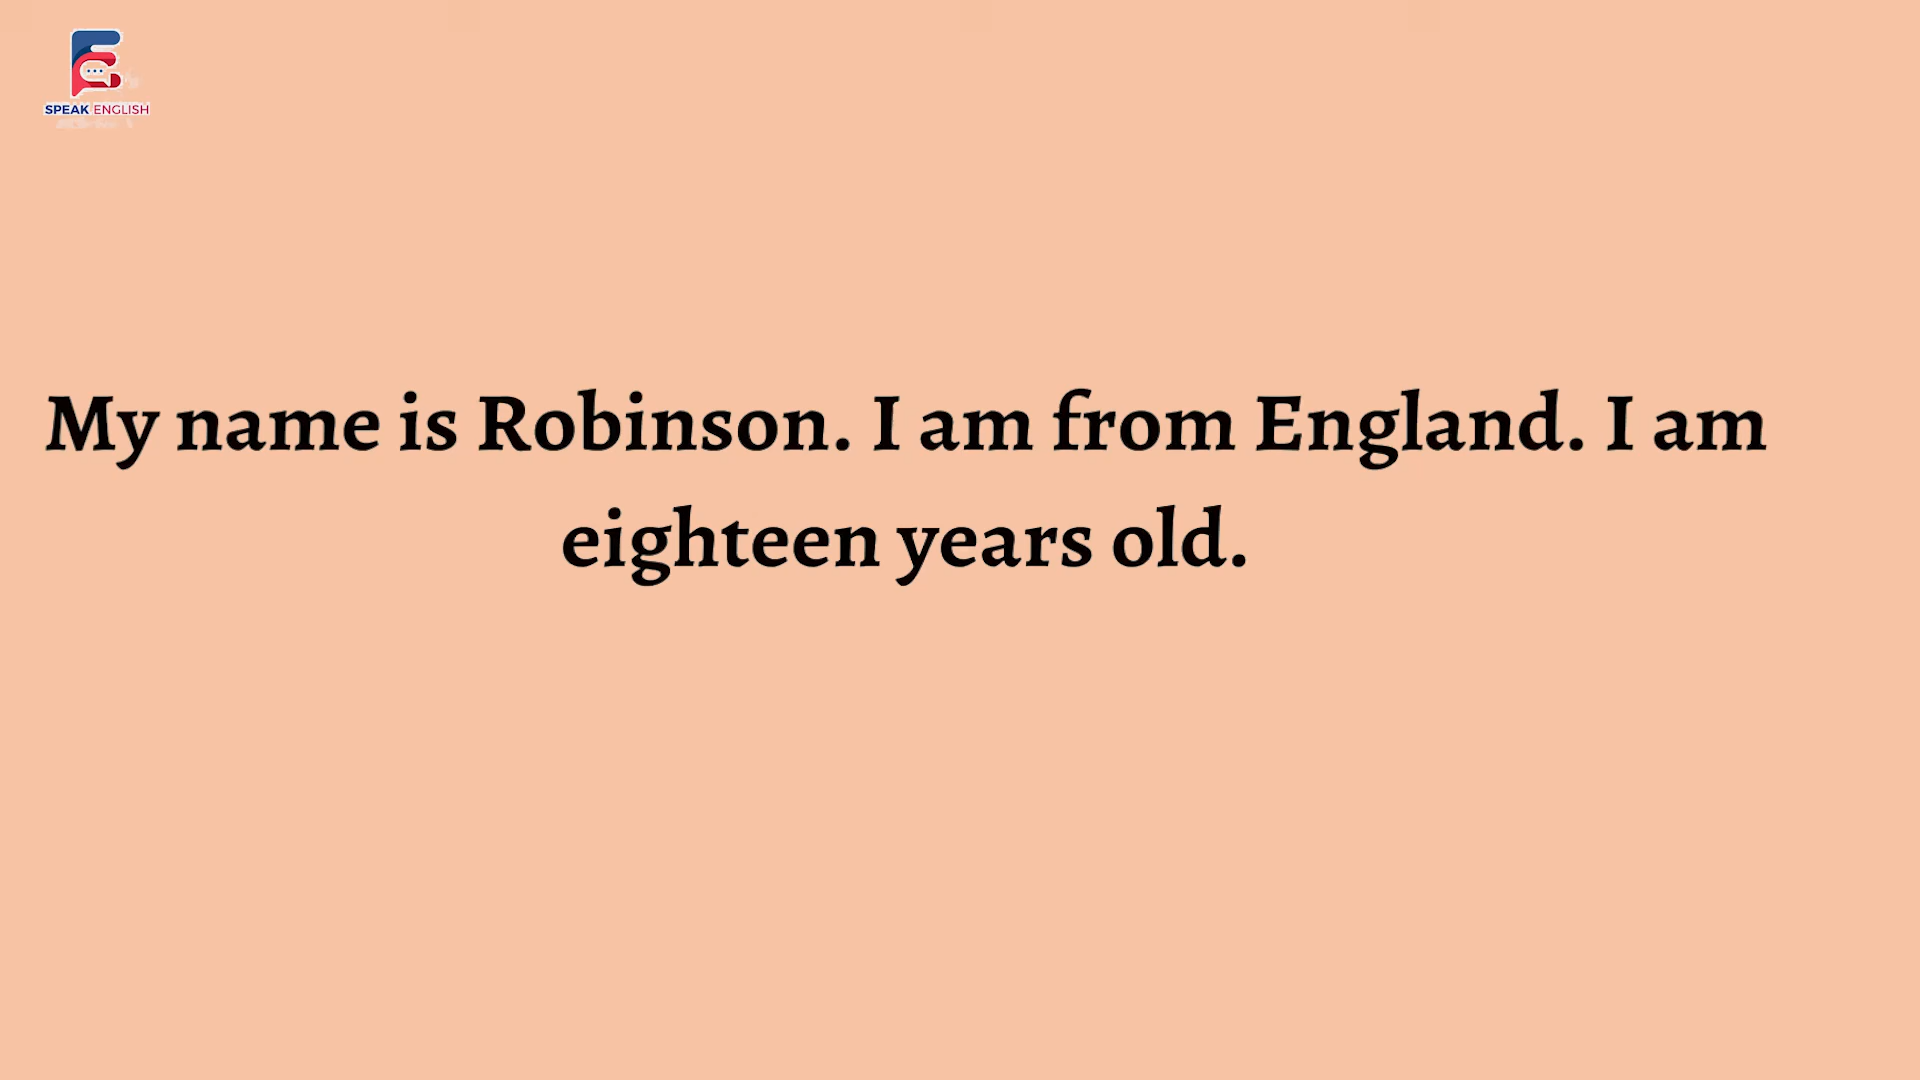 SPEAK ENGLISH
My name is Robinson. I am from England. I am
eighteen years old.